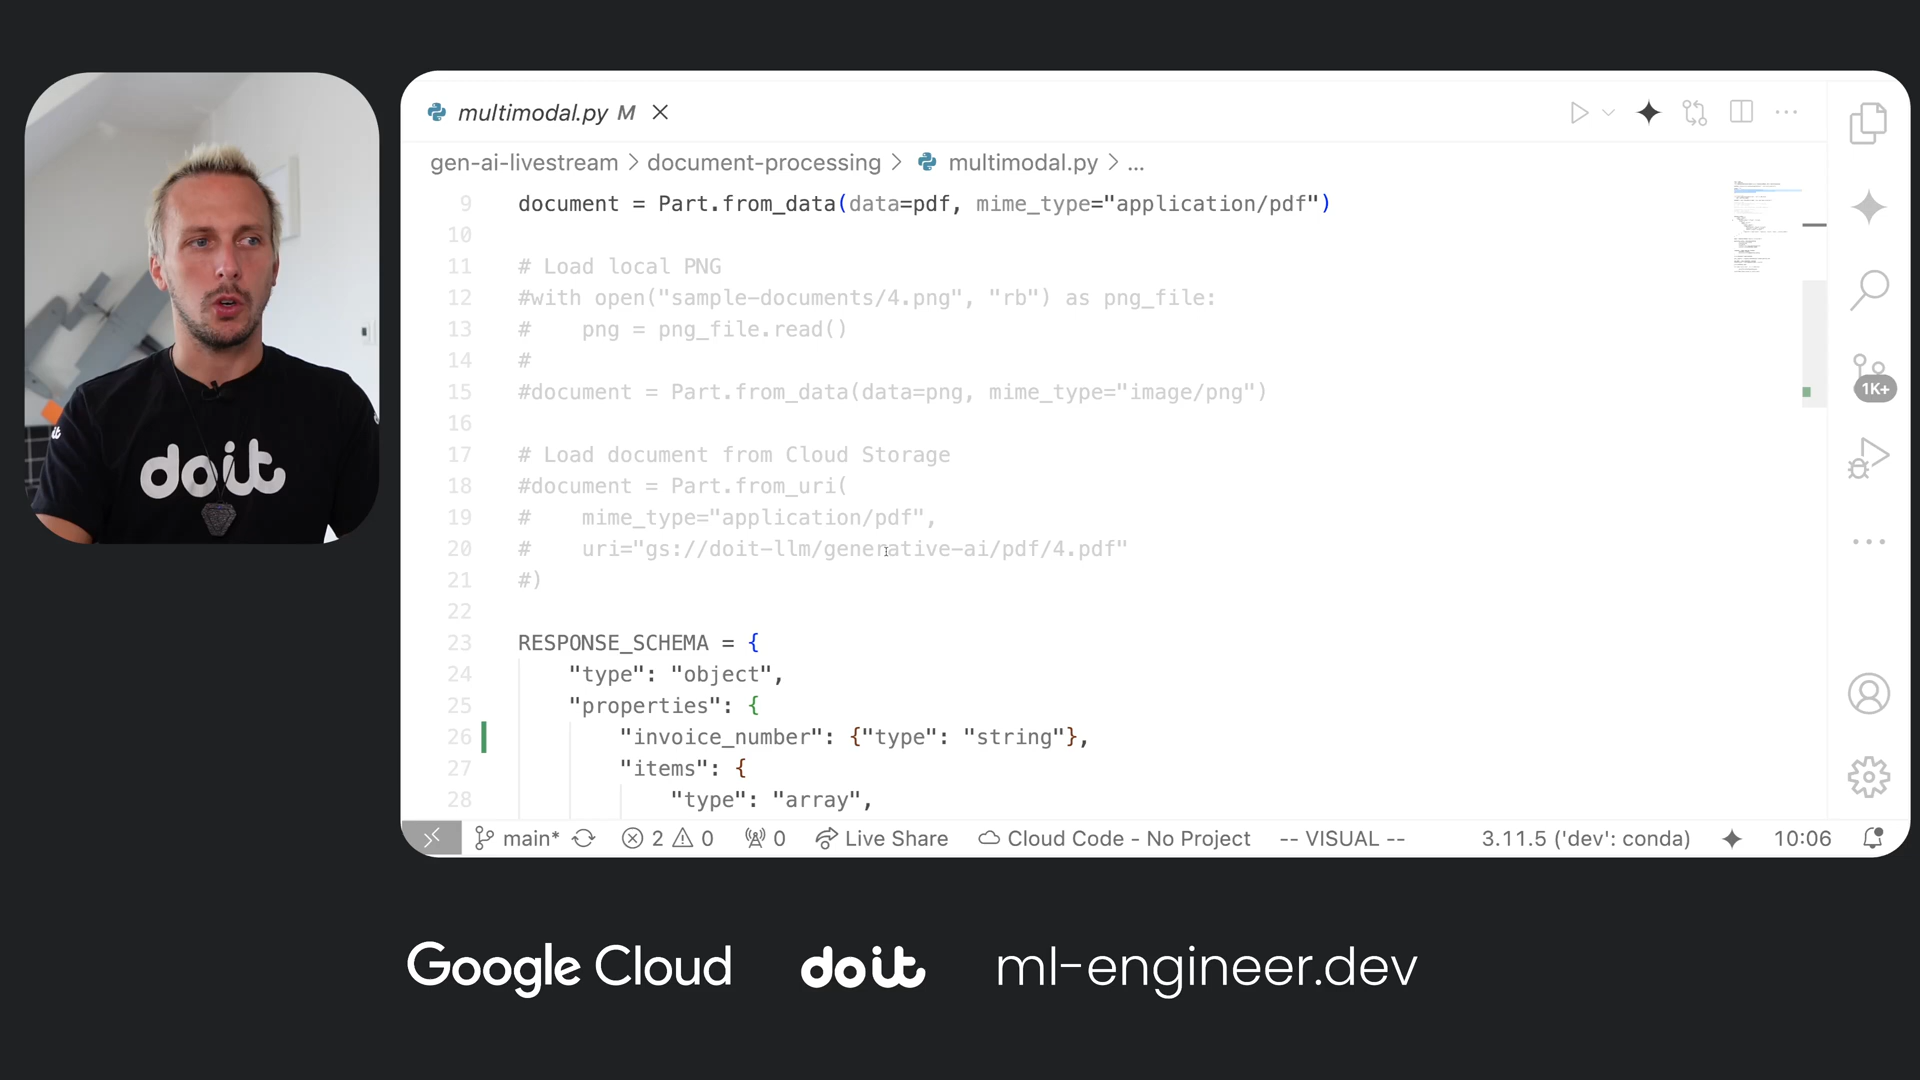 multimodal.py M
gen-ai-livestream > document-processing > multimodal.py > ...
9 document = Part.from_data(data=pdf, mime_type="application/pdf")
10
11 # Load local PNG
12 #with open("sample-documents/4.png", "rb") as png_file:
13 #    png = png_file.read()
14 #
15 #document = Part.from_data(data=png, mime_type="image/png")
16
17 # Load document from Cloud Storage
18 #document = Part.from_uri(
19 #    mime_type="application/pdf",
20 #    uri="gs://doit-llm/generative-ai/pdf/4.pdf"
21 #)
22
23 RESPONSE_SCHEMA = {
24     "type": "object",
25     "properties": {
26         "invoice_number": {"type": "string"},
27         "items": {
28             "type": "array",
1K+
main* 2 0 0 Live Share Cloud Code - No Project -- VISUAL -- 3.11.5 ('dev': conda) 10:06
doit
it
Google Cloud doit ml-engineer.dev